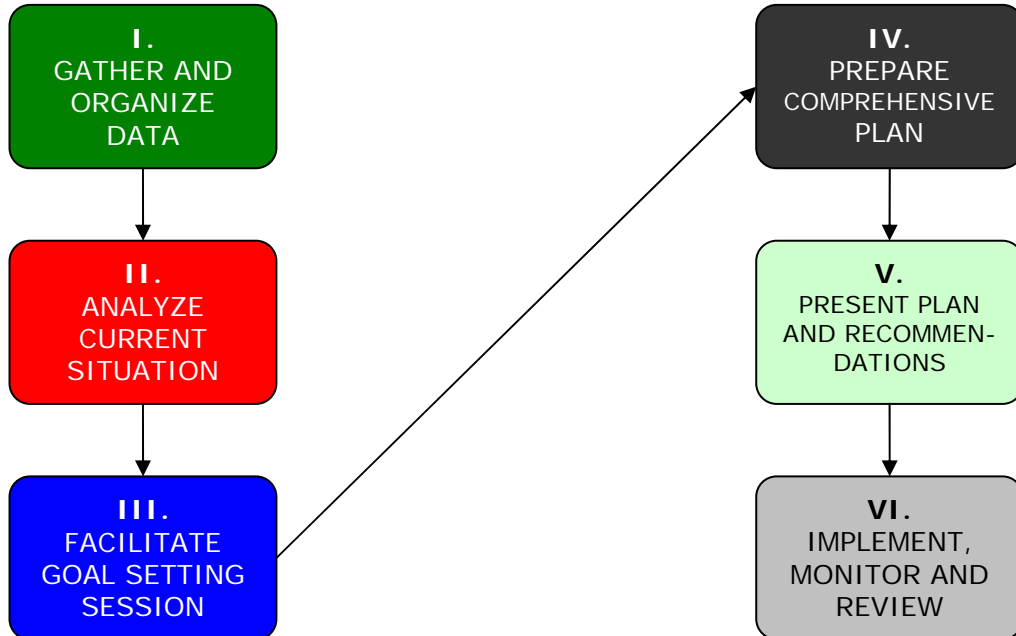 I.
GATHER AND
ORGANIZE
DATA
II.
ANALYZE
CURRENT
SITUATION
III.
FACILITATE
GOAL SETTING
SESSION
IV.
PREPARE
COMPREHENSIVE
PLAN
V.
PRESENT PLAN
AND RECOMMEN-
DATIONS
VI.
IMPLEMENT,
MONITOR AND
REVIEW